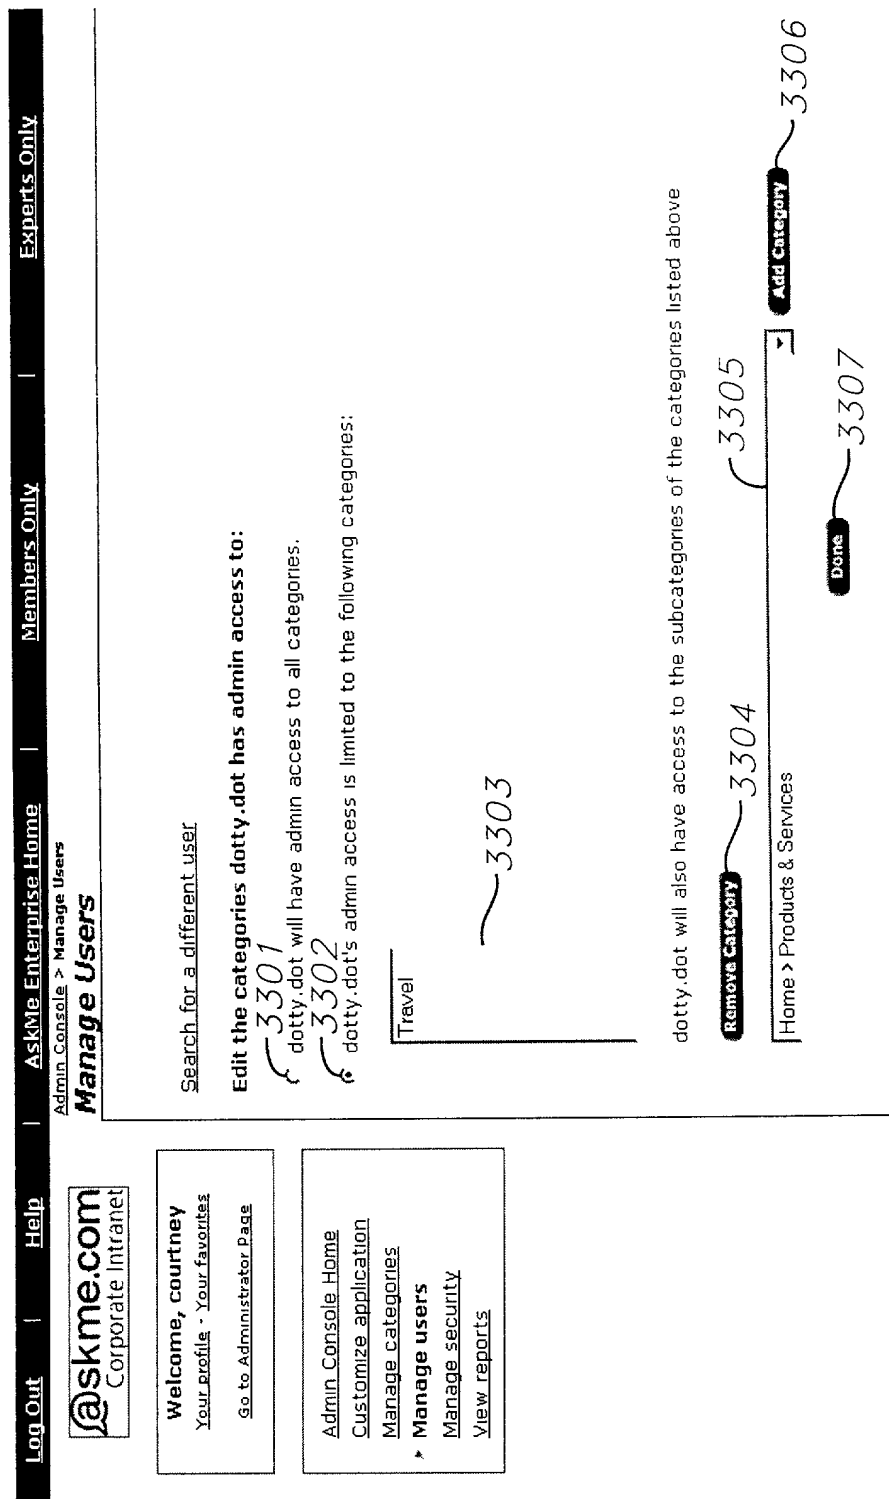 Log Out | Help | AskMe Enterprise Home | Members Only | Experts Only
@skme.com
Corporate Intranet
Welcome, courtney
Your profile - Your favorites
Go to Administrator Page
Admin Console Home
Customize application
Manage categories
Manage users
Manage security
View reports
Admin Console > Manage Users
Manage Users
Search for a different user
Edit the categories dotty.dot has admin access to:
3301
dotty.dot will have admin access to all categories.
3302
dotty.dot's admin access is limited to the following categories:
Travel
3303
dotty.dot will also have access to the subcategories of the categories listed above
Remove Category 3304
3305
Home > Products & Services
Add Category 3306
Done 3307